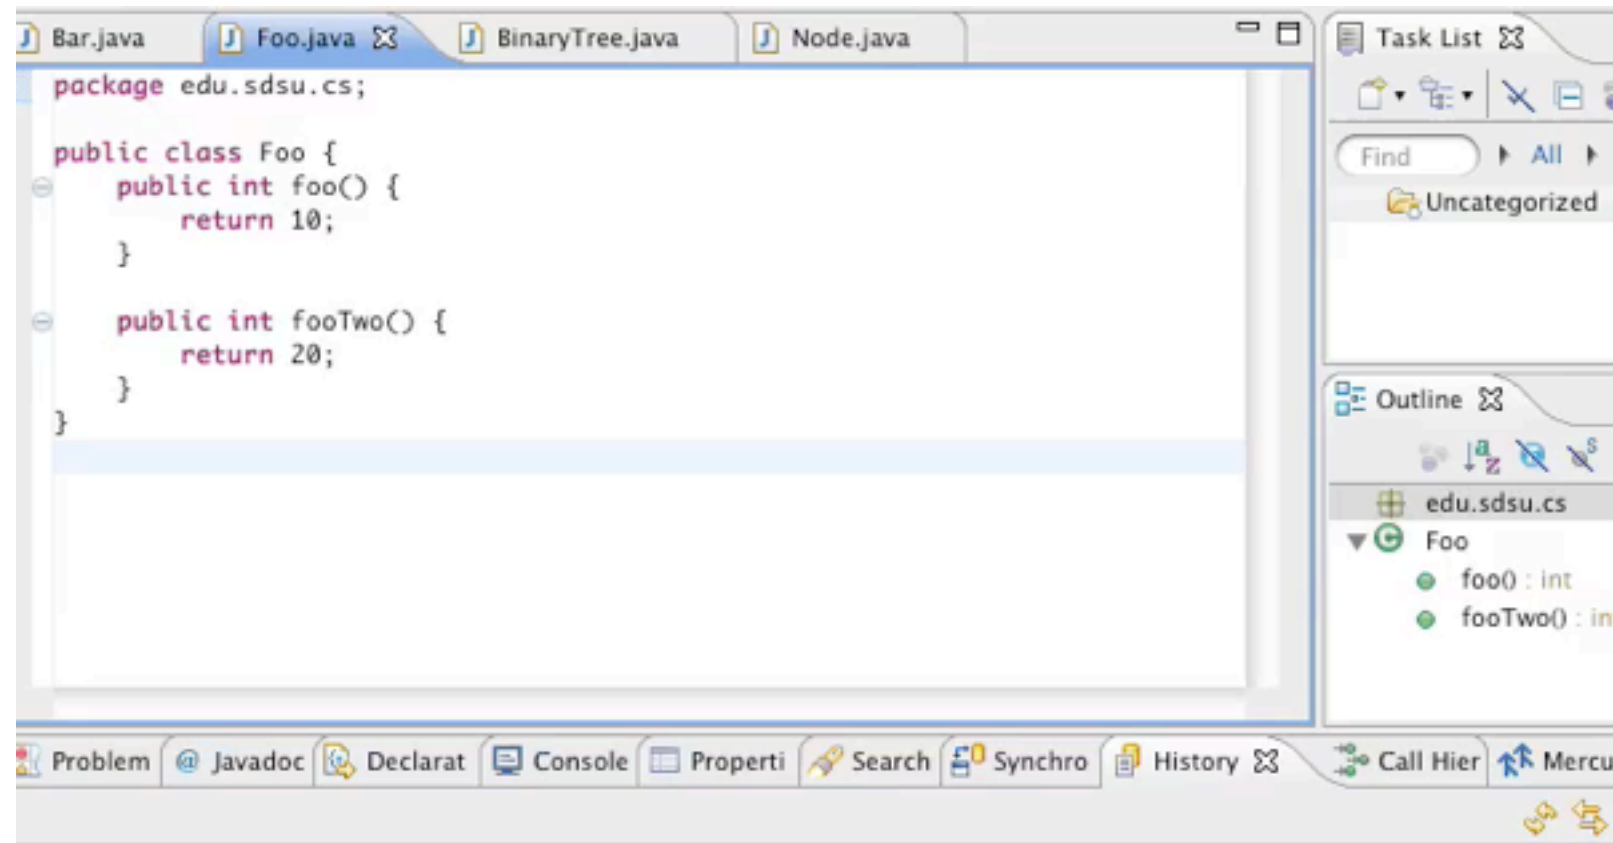 Bar.java Foo.java BinaryTree.java Node.java
package edu.sdsu.cs;
public class Foo {
public int foo() {
return 10;
}
public int fooTwo() {
return 20;
}
}
Task List
Find All
Uncategorized
Outline
edu.sdsu.cs
Foo
foo() : int
fooTwo() : in
Problem Javadoc Declarat Console Properti Search Synchro History Call Hier Mercu